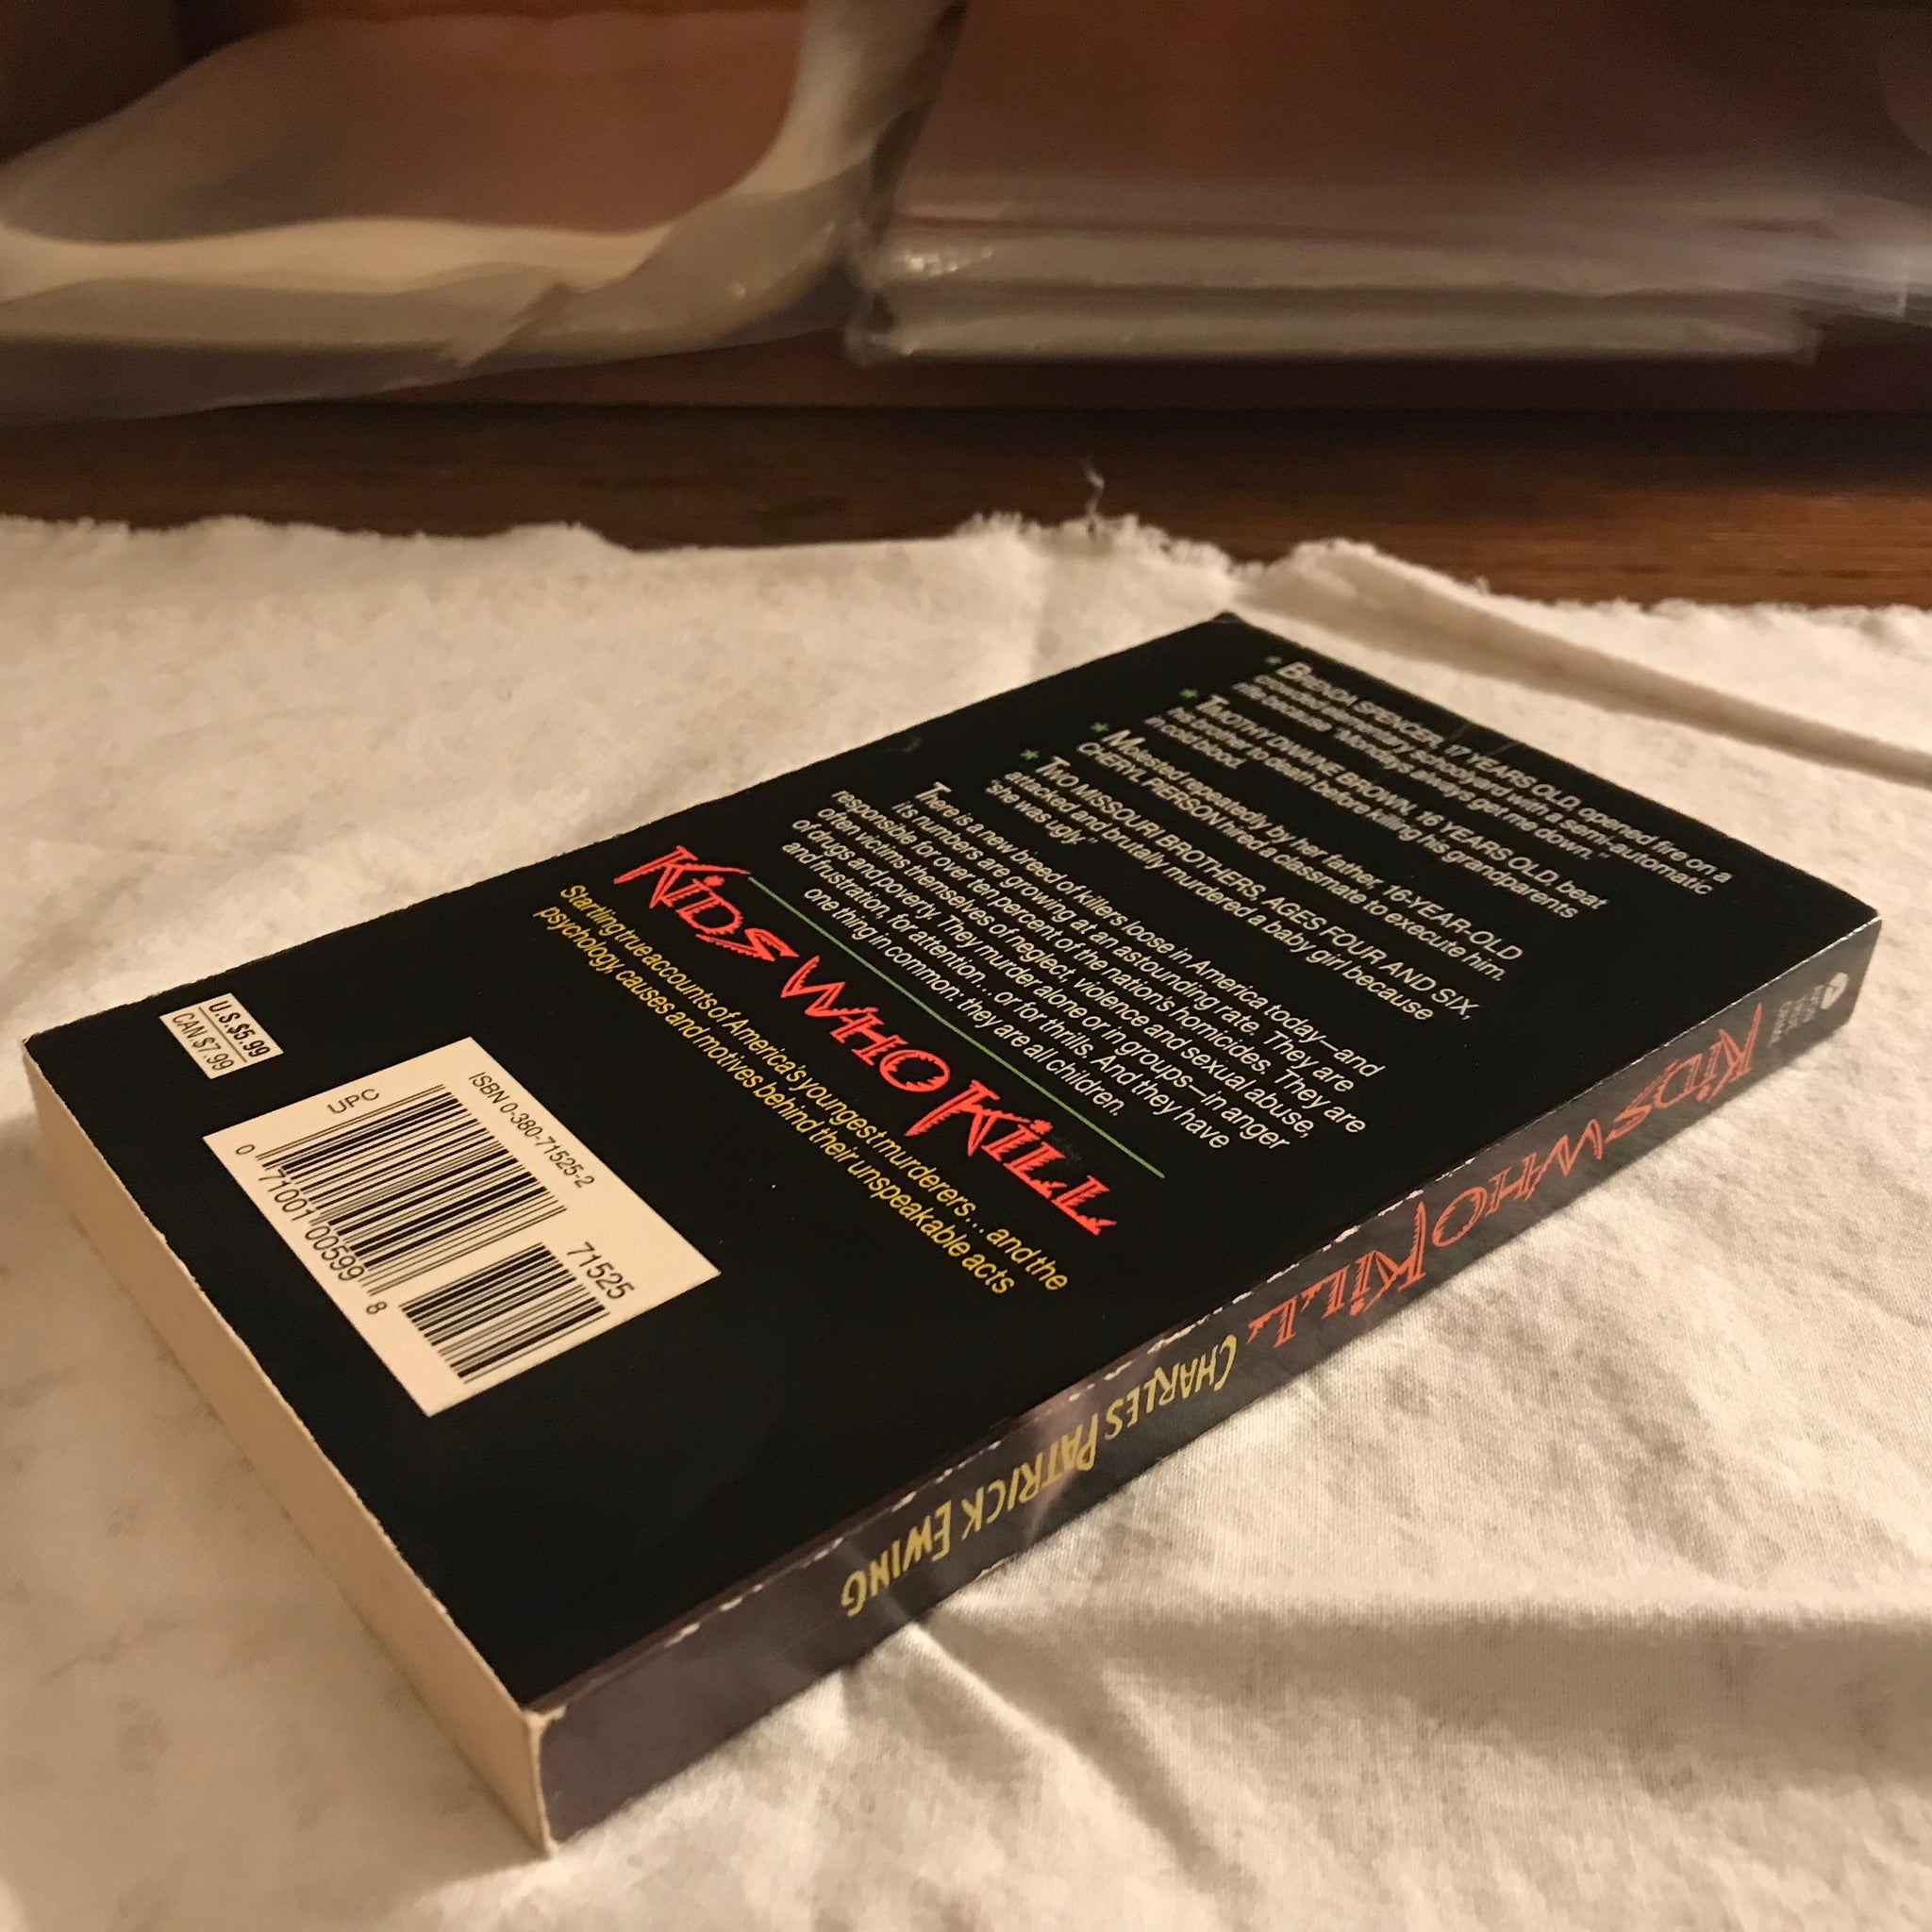 * BRENDA SPENCER, 17 YEARS OLD, opened fire on a
crowded elementary schoolyard with a semi-automatic
rifle because "Mondays always get me down."
* TIMOTHY DWAINE BROWN, 16 YEARS OLD, beat
his brother to death before killing his grandparents
in cold blood.
* Molested repeatedly by her father, 16-YEAR-OLD
CHERYL PIERSON hired a classmate to execute him.
* TWO MISSOURI BROTHERS, AGES FOUR AND SIX,
attacked and brutally murdered a baby girl because
"she was ugly."
There is a new breed of killers loose in America today—and
its numbers are growing at an astounding rate. They are
responsible for over ten percent of the nation's homicides. They are
often victims themselves of neglect, violence and sexual abuse,
of drugs and poverty. They murder alone or in groups—in anger
and frustration, for attention...or for thrills. And they have
one thing in common: they are all children.
KIDS WHO KILL
Startling true accounts of America's youngest murderers...and the
psychology, causes and motives behind their unspeakable acts
U.S. $5.99
CAN. $7.99
UPC
ISBN 0-380-71525-2
71525
0 71001 00599 8
KIDS WHO KILL CHARLES PATRICK EWING